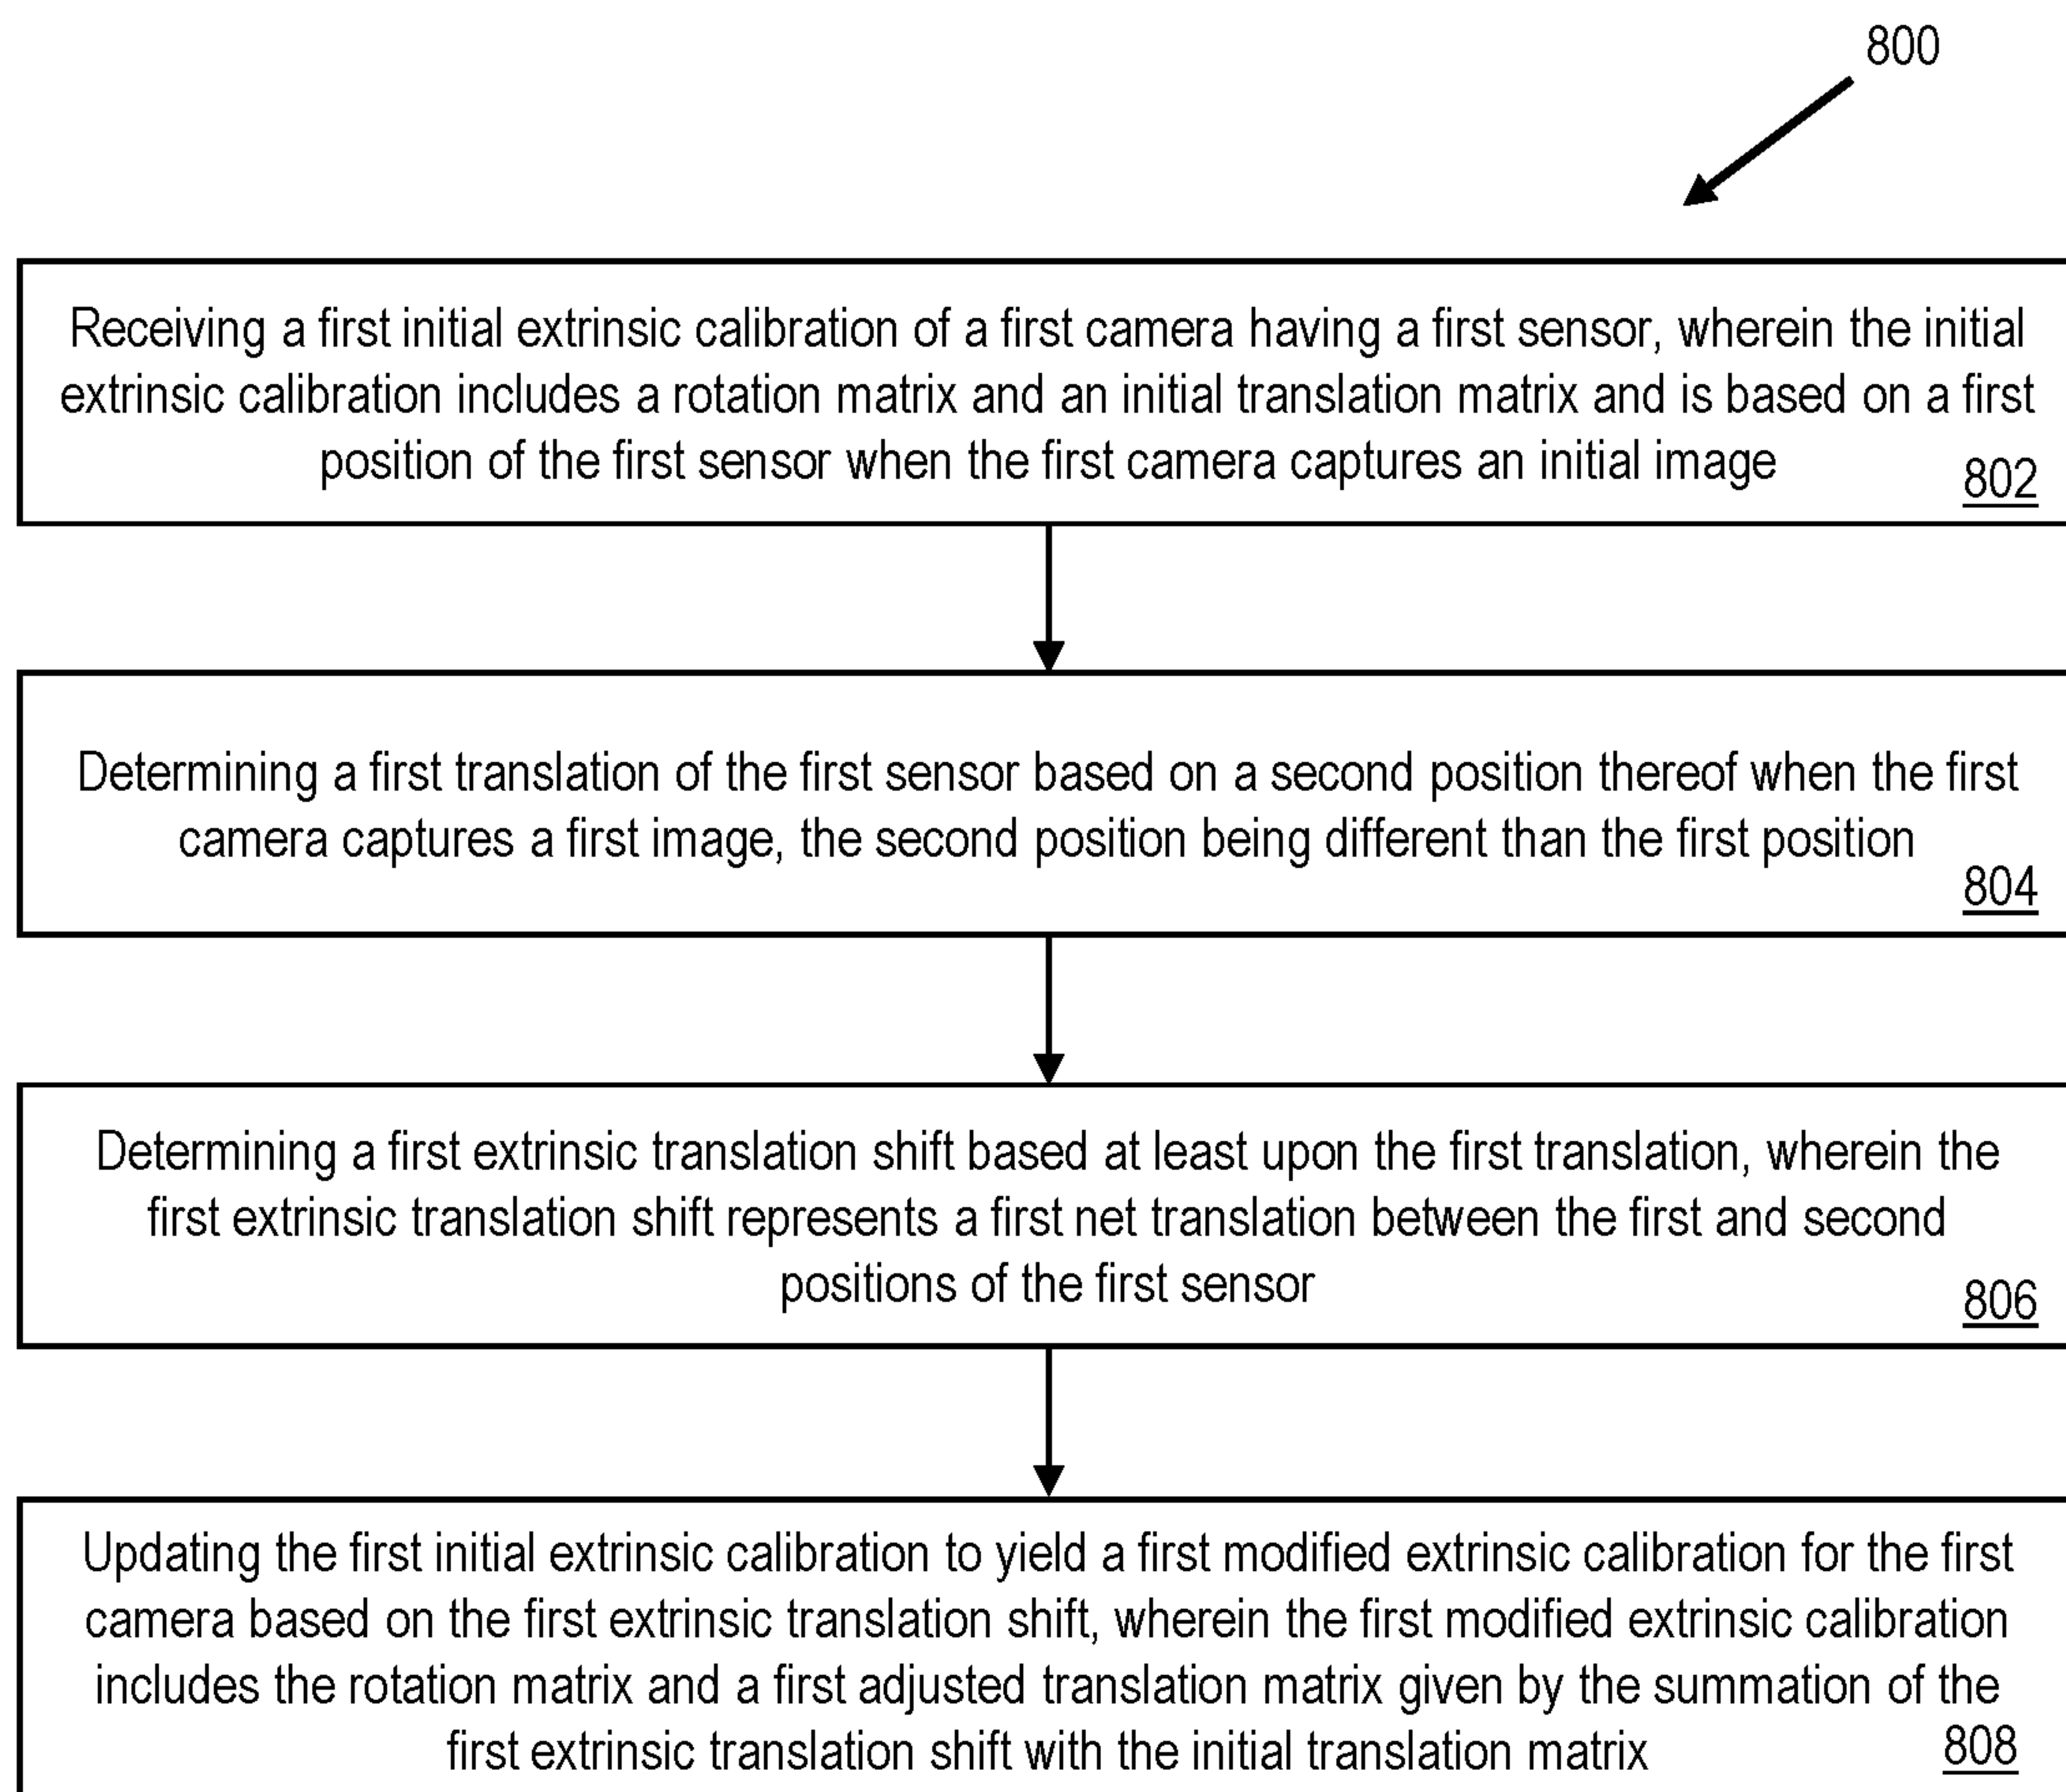 800
Receiving a first initial extrinsic calibration of a first camera having a first sensor, wherein the initial
extrinsic calibration includes a rotation matrix and an initial translation matrix and is based on a first
position of the first sensor when the first camera captures an initial image
802
Determining a first translation of the first sensor based on a second position thereof when the first
camera captures a first image, the second position being different than the first position
804
Determining a first extrinsic translation shift based at least upon the first translation, wherein the
first extrinsic translation shift represents a first net translation between the first and second
positions of the first sensor
806
Updating the first initial extrinsic calibration to yield a first modified extrinsic calibration for the first
camera based on the first extrinsic translation shift, wherein the first modified extrinsic calibration
includes the rotation matrix and a first adjusted translation matrix given by the summation of the
first extrinsic translation shift with the initial translation matrix
808